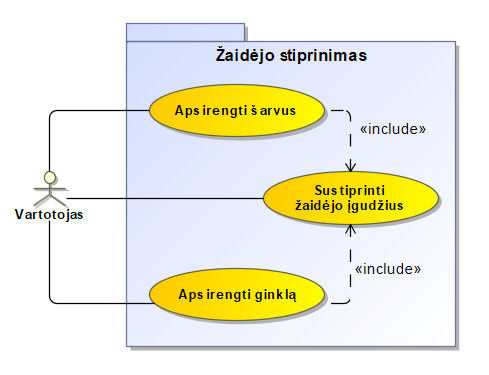 Žaidėjo stiprinimas
Apsirengti šarvus
«include»
Sustiprinti
žaidėjo įgudžius
Vartotojas
«include»
Apsirengti ginklą